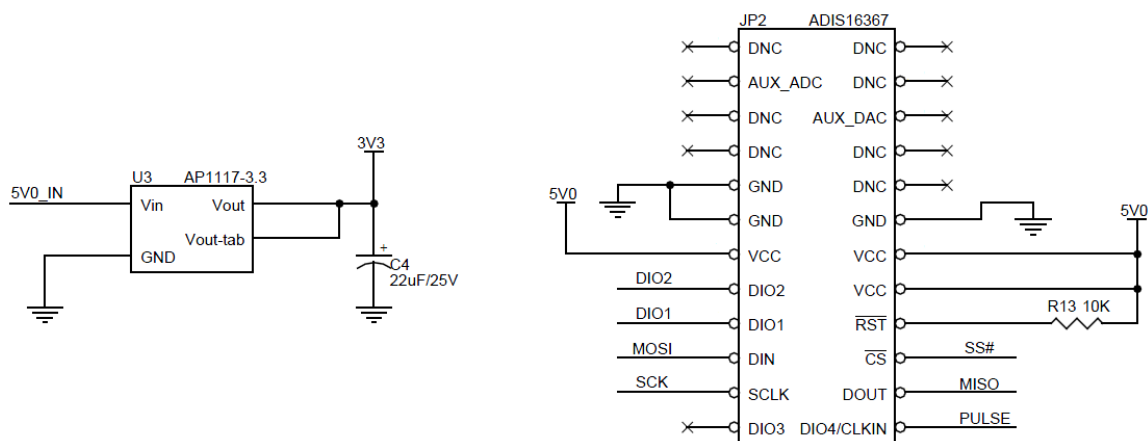 JP2 ADIS16367
DNC DNC
AUX_ADC DNC
DNC AUX_DAC
DNC DNC
GND DNC
GND GND
VCC VCC
DIO2 DIO2 VCC
DIO1 DIO1 RST R13 10K
MOSI DIN CS SS#
SCK SCLK DOUT MISO
DIO3 DIO4/CLKIN PULSE
5V0
5V0
3V3
U3 AP1117-3.3
5V0_IN Vin Vout
Vout-tab
GND
+
C4
22uF/25V